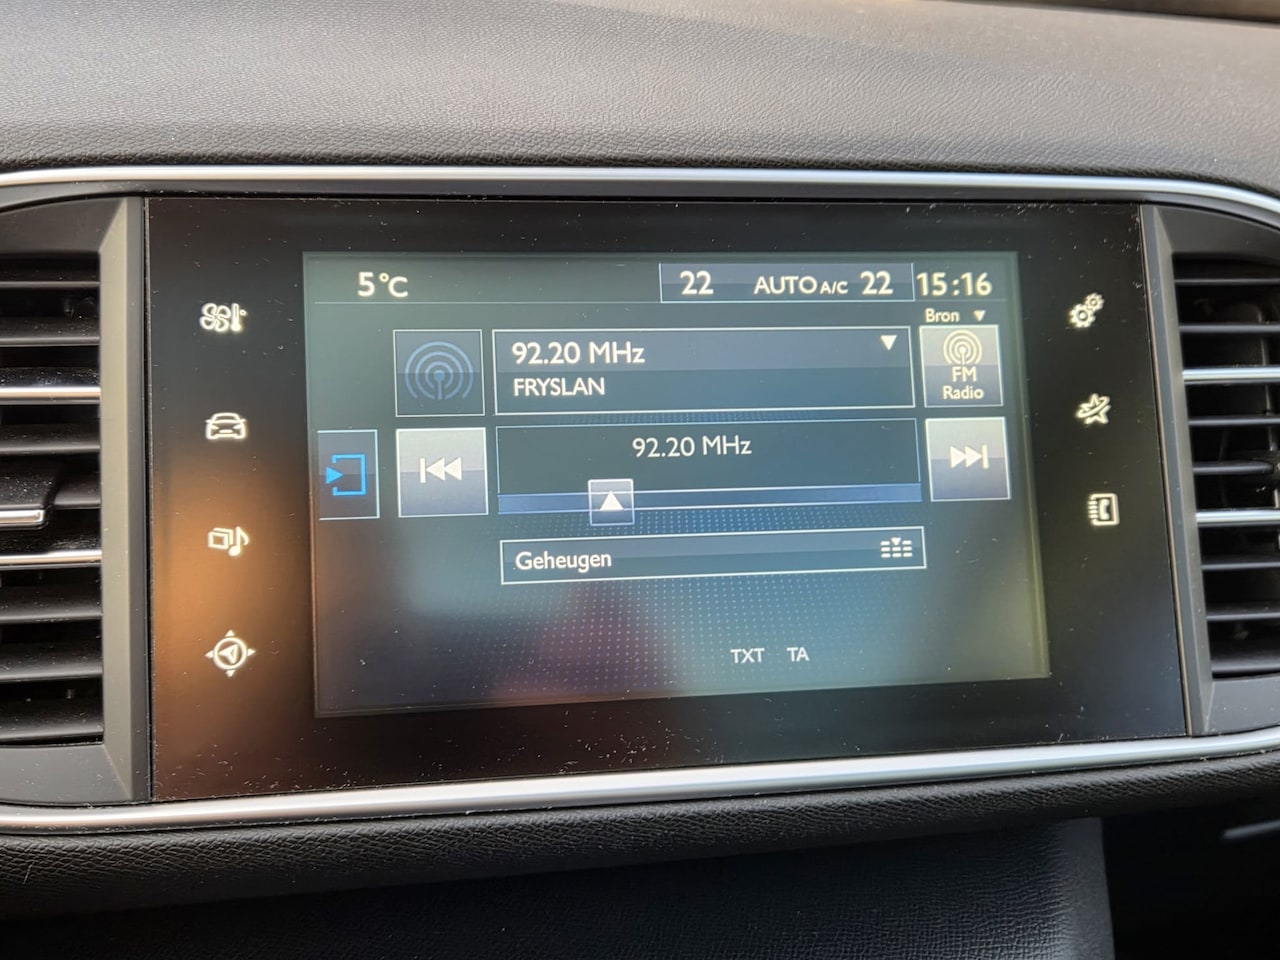 5°C
22 AUTO A/C 22 15:16
Bron
92.20 MHz
FRYSLAN
FM
Radio
92.20 MHz
Geheugen
TXT TA